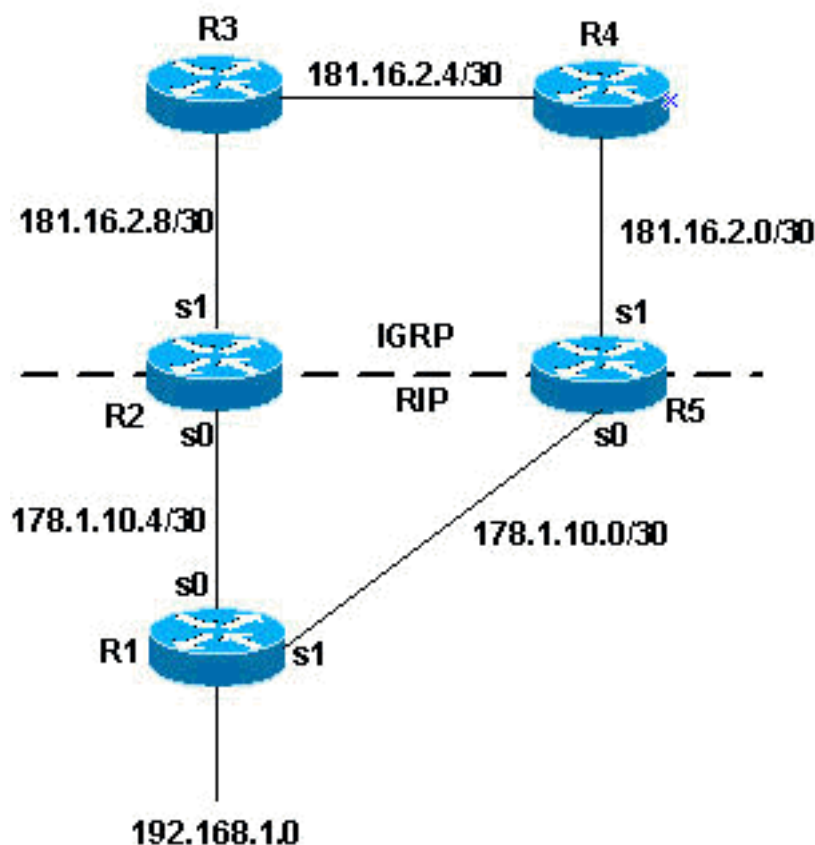 R3
R4
181.16.2.4/30
181.16.2.8/30
181.16.2.0/30
s1
s1
IGRP
RIP
R2
R5
s0
s0
178.1.10.4/30
178.1.10.0/30
s0
R1
s1
192.168.1.0